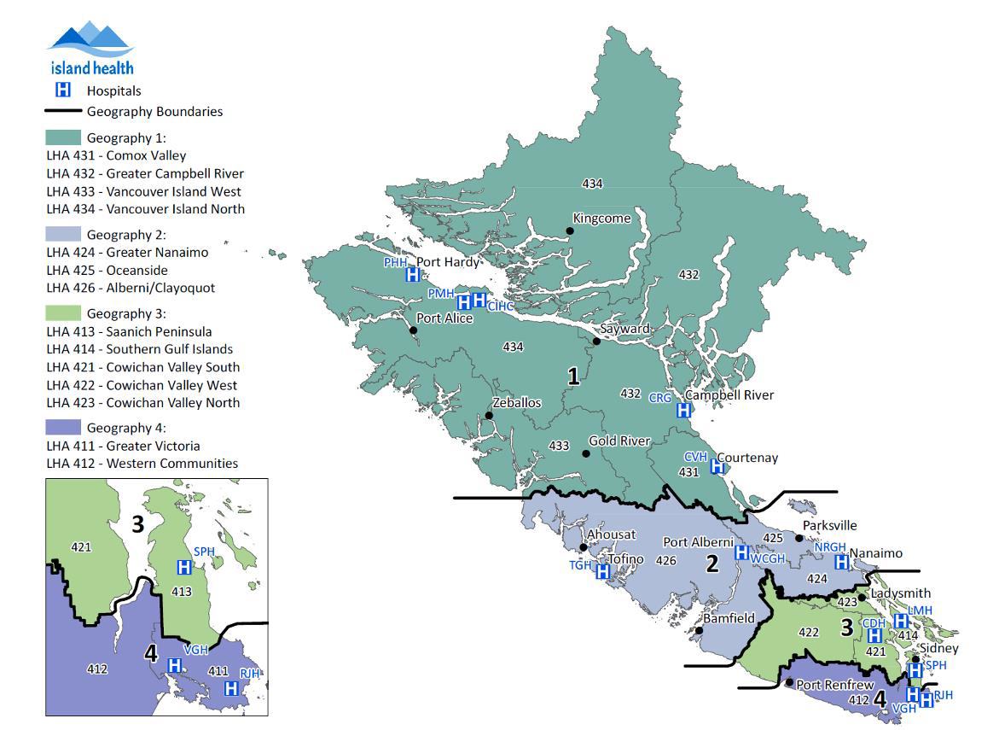 island health
H Hospitals
Geography Boundaries
Geography 1:
LHA 431 - Comox Valley
LHA 432 - Greater Campbell River
LHA 433 - Vancouver Island West
LHA 434 - Vancouver Island North
Geography 2:
LHA 424 - Greater Nanaimo
LHA 425 - Oceanside
LHA 426 - Alberni/Clayoquot
Geography 3:
LHA 413 - Saanich Peninsula
LHA 414 - Southern Gulf Islands
LHA 421 - Cowichan Valley South
LHA 422 - Cowichan Valley West
LHA 423 - Cowichan Valley North
Geography 4:
LHA 411 - Greater Victoria
LHA 412 - Western Communities
3
421
SPH
H
413
4
VGH
H
412
411
RJH
H
434
Kingcome
432
PHH
H
Port Hardy
PMH
H
H
CIHC
Port Alice
Sayward
434
1
432
CRG
H
Campbell River
Zeballos
433
Gold River
CVH
H
Courtenay
431
Parksville
Ahousat
Port Alberni
425
NRGH
H
Nanaimo
TGH
H
Tofino
426
2
H
WCGH
424
Ladysmith
423
LMH
H
Bamfield
422
3
CDH
H
414
421
Sidney
H
SPH
Port Renfrew
412
4
H
VGH
H
RJH